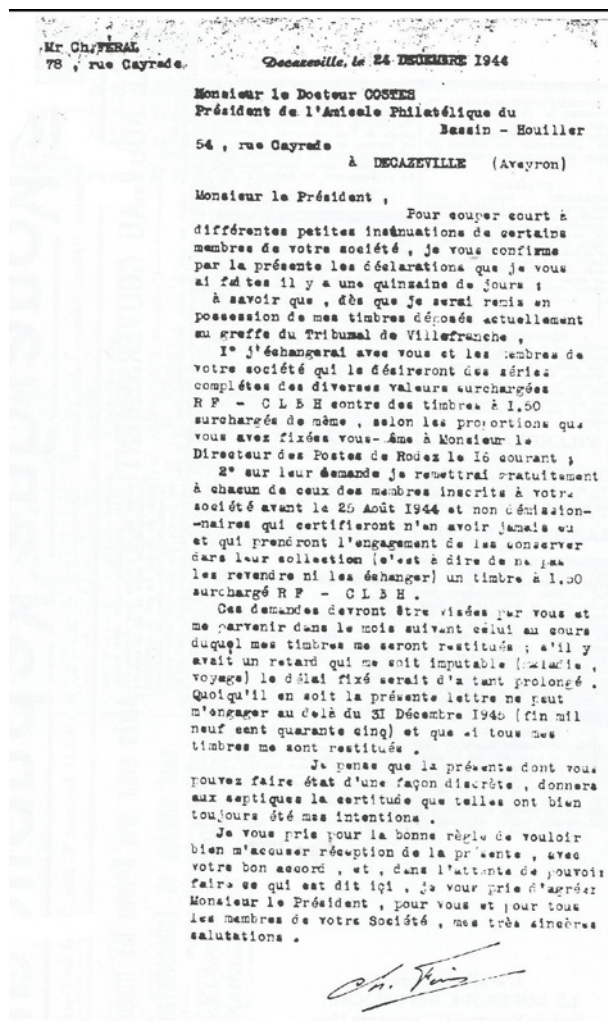 Mr Ch.FÉRAL
78 , rue Cayrade.
Decazeville, le 24 DECEMBRE 1944
Monsieur le Docteur COSTES
Président de l'Amicale Philatélique du
Bassin - Houiller
54 , rue Cayrade
à DECAZEVILLE (Aveyron)
Monsieur le Président ,
Pour couper court à
différentes petites insinuations de certains
membres de votre société , je vous confirme
par la présente les déclarations que je vous
ai faites il y a une quinzaine de jours :
à savoir que , dès que je serai remis en
possession de mes timbres déposés actuellement
au greffe du Tribunal de Villefranche ,
I° j'échangerai avec vous et les membres de
votre société qui le désireront des séries
complètes des diverses valeurs surchargées
R F - C L B H contre des timbres à I.50
surchargés de même , selon les proportions que
vous avez fixées vous-même à Monsieur le
Directeur des Postes de Rodez le I6 courant ;
2° sur leur demande je remettrai gratuitement
à chacun de ceux des membres inscrits à votre
société avant le 25 Août I944 et non démission-
-naires qui certifieront n'en avoir jamais eu
et qui prendront l'engagement de les conserver
dans leur collection (c'est à dire de ne pas
les revendre ni les échanger) un timbre à I.50
surchargé R F - C L B H .
Ces demandes devront être visées par vous et
me parvenir dans le mois suivant celui au cours
duquel mes timbres me seront restitués ; s'il y
avait un retard qui me soit imputable (maladie ,
voyage) le délai fixé serait d'a tant prolongé .
Quoiqu'il en soit la présente lettre ne peut
m'engager au delà du 3I Décembre I945 (fin mil
neuf cent quarante cinq) et que si tous mes
timbres me sont restitués .
Je pense que la présente dont vous
pouvez faire état d'une façon discrète , donnera
aux septiques la certitude que telles ont bien
toujours été mes intentions .
Je vous prie pour la bonne règle de vouloir
bien m'accuser réception de la présente , avec
votre bon accord , et , dans l'attente de pouvoir
faire ce qui est dit içi , je vour prie d'agréer
Monsieur le Président , pour vous et pour tous
les membres de votre Société , mes très sincères
salutations .